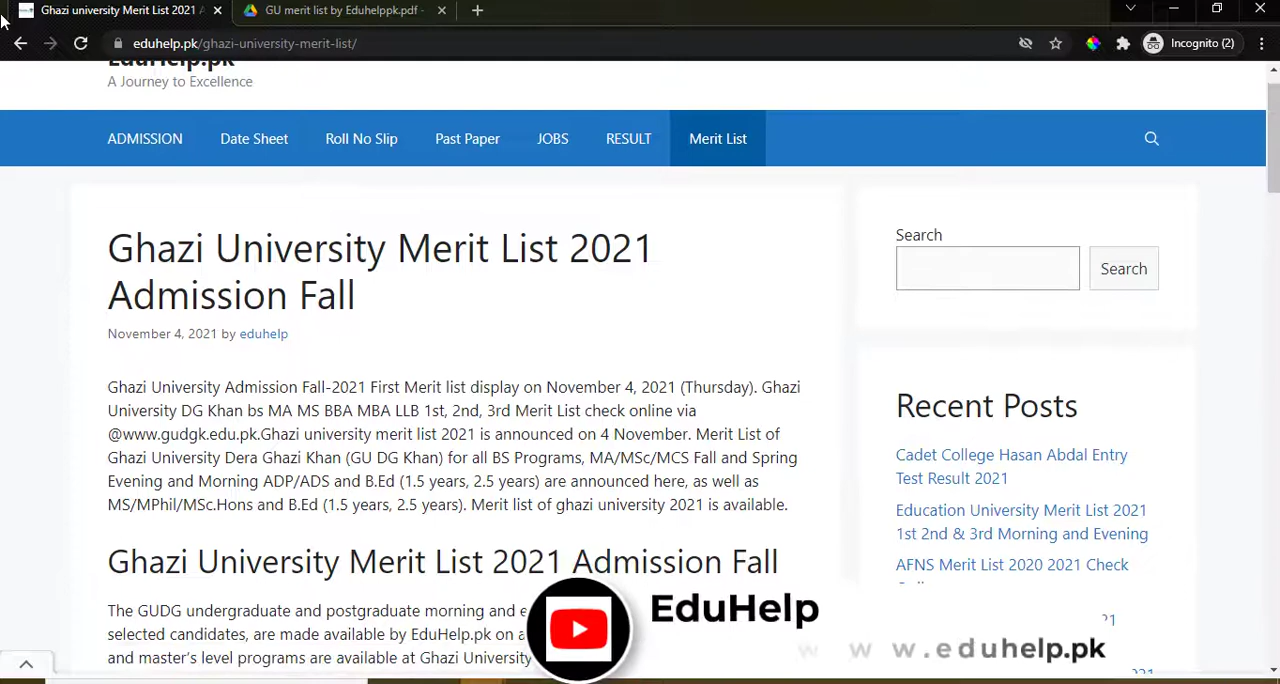 Ghazi university Merit List 2021
GU merit list by Eduhelppk.pdf -
eduhelp.pk/ghazi-university-merit-list/
Incognito (2)
EduHelp.pk
A Journey to Excellence
ADMISSION Date Sheet Roll No Slip Past Paper JOBS RESULT Merit List
Ghazi University Merit List 2021
Admission Fall
November 4, 2021 by eduhelp
Ghazi University Admission Fall-2021 First Merit list display on November 4, 2021 (Thursday). Ghazi
University DG Khan bs MA MS BBA MBA LLB 1st, 2nd, 3rd Merit List check online via
@www.gudgk.edu.pk.Ghazi university merit list 2021 is announced on 4 November. Merit List of
Ghazi University Dera Ghazi Khan (GU DG Khan) for all BS Programs, MA/MSc/MCS Fall and Spring
Evening and Morning ADP/ADS and B.Ed (1.5 years, 2.5 years) are announced here, as well as
MS/MPhil/MSc.Hons and B.Ed (1.5 years, 2.5 years). Merit list of ghazi university 2021 is available.
Ghazi University Merit List 2021 Admission Fall
The GUDG undergraduate and postgraduate morning and
selected candidates, are made available by EduHelp.pk on
and master's level programs are available at Ghazi University
Search
Search
Recent Posts
Cadet College Hasan Abdal Entry
Test Result 2021
Education University Merit List 2021
1st 2nd & 3rd Morning and Evening
AFNS Merit List 2020 2021 Check
EduHelp
w w w.eduhelp.pk